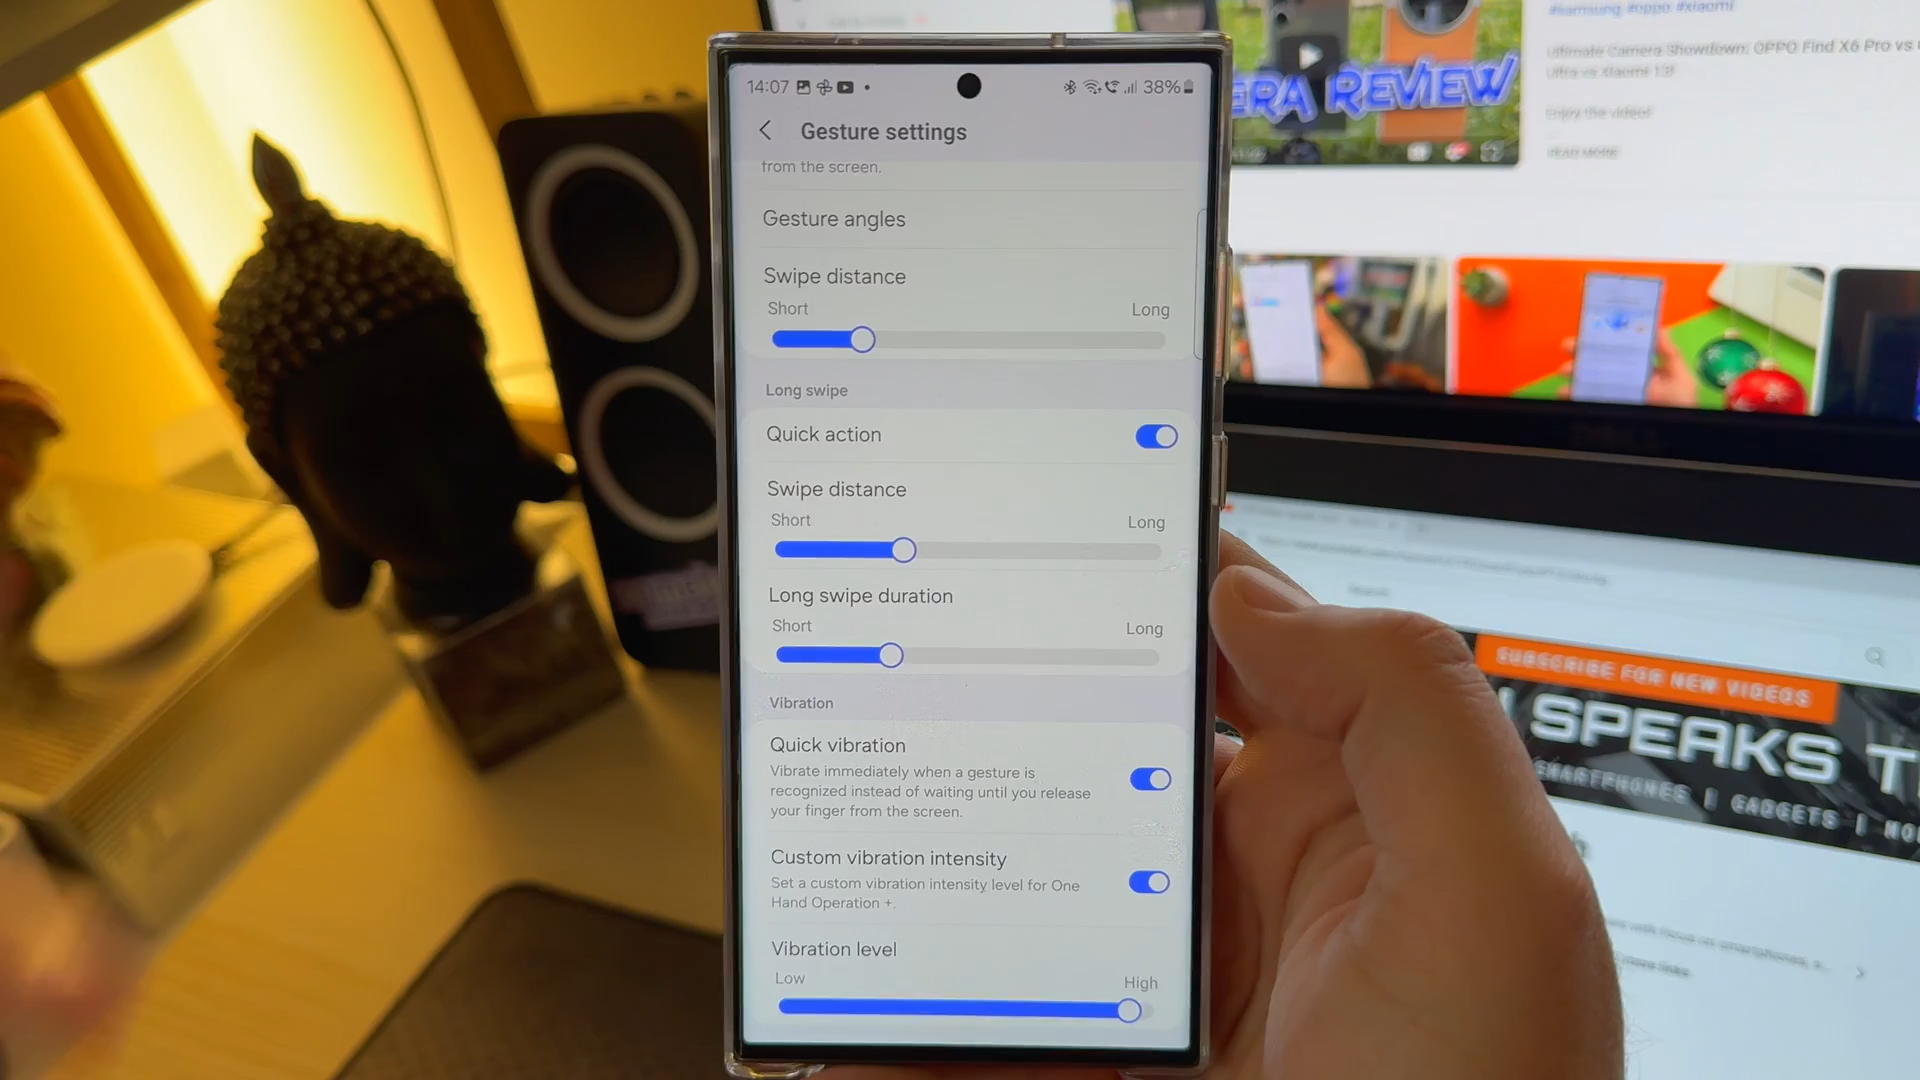 14:07
38%
Gesture settings
from the screen.
Gesture angles
Swipe distance
Short Long
Long swipe
Quick action
Swipe distance
Short Long
Long swipe duration
Short Long
Vibration
Quick vibration
Vibrate immediately when a gesture is
recognized instead of waiting until you release
your finger from the screen.
Custom vibration intensity
Set a custom vibration intensity level for One
Hand Operation +.
Vibration level
Low High
#samsung #oppo #xiaomi
Ultimate Camera Showdown: OPPO Find X6 Pro vs
Ultra vs Xiaomi 13!
Enjoy the video!
READ MORE
ERA REVIEW
SUBSCRIBE FOR NEW VIDEOS
SPEAKS T
SMARTPHONES | GADGETS |